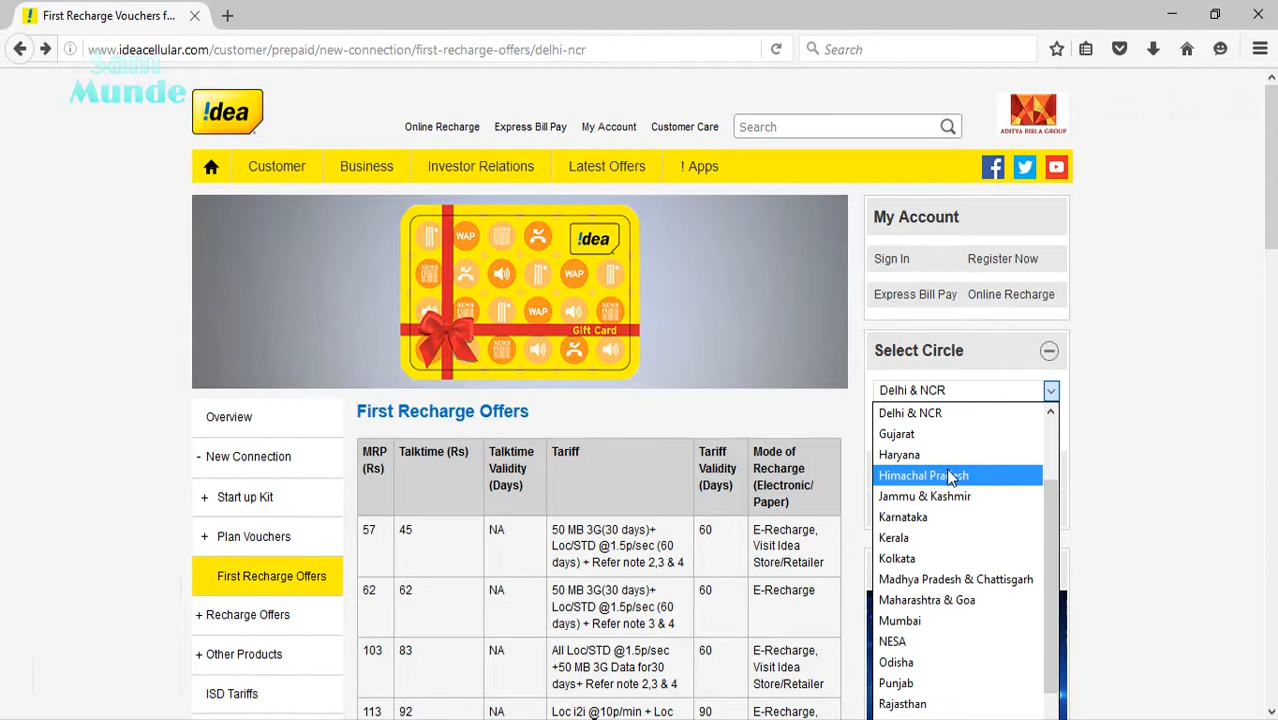 First Recharge Vouchers f...
www.ideacellular.com/customer/prepaid/new-connection/first-recharge-offers/delhi-ncr
Search
Sam
Munde
!dea
Online Recharge
Express Bill Pay
My Account
Customer Care
Search
ADITYA BIRLA GROUP
Customer
Business
Investor Relations
Latest Offers
! Apps
WAP
NEWS
!dea
NEWS
WAP
NEWS
WAP
NEWS
Gift Card
NEWS
My Account
Sign In
Register Now
Express Bill Pay
Online Recharge
Select Circle
Delhi & NCR
Delhi & NCR
Gujarat
Haryana
Himachal Pradesh
Jammu & Kashmir
Karnataka
Kerala
Kolkata
Madhya Pradesh & Chattisgarh
Maharashtra & Goa
Mumbai
NESA
Odisha
Punjab
Rajasthan
Overview
- New Connection
+ Start up Kit
+ Plan Vouchers
First Recharge Offers
+ Recharge Offers
+ Other Products
ISD Tariffs
First Recharge Offers
MRP (Rs)
Talktime (Rs)
Talktime Validity (Days)
Tariff
Tariff Validity (Days)
Mode of Recharge (Electronic/ Paper)
57
45
NA
50 MB 3G(30 days)+
Loc/STD @1.5p/sec (60
days) + Refer note 2,3 & 4
60
E-Recharge,
Visit Idea
Store/Retailer
62
62
NA
50 MB 3G(30 days)+
Loc/STD @1.5p/sec (60
days) + Refer note 3 & 4
60
E-Recharge
103
83
NA
All Loc/STD @1.5p/sec
+50 MB 3G Data for30
days+ Refer note 2,3 & 4
60
E-Recharge,
Visit Idea
Store/Retailer
113
92
NA
Loc i2i @10p/min + Loc
90
E-Recharge,